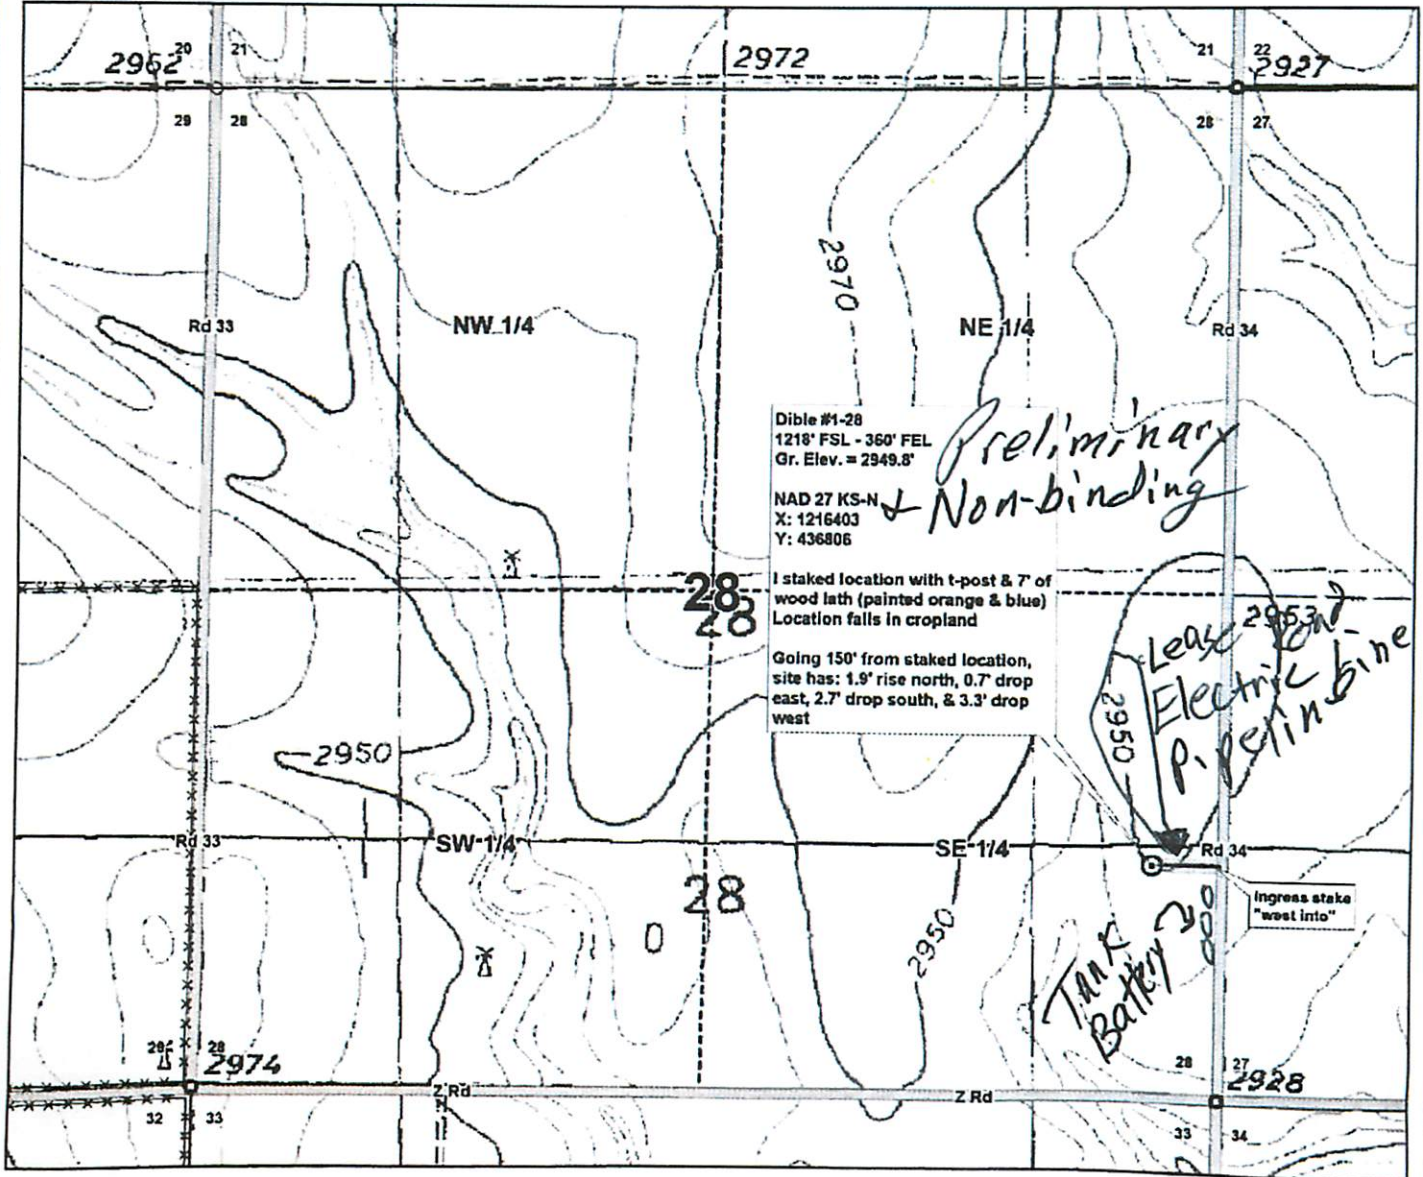 20 21
2962
2972
21 22
2927
29 28
28 27
2970
Rd 33
NW 1/4
NE 1/4
Rd 34
Dible #1-28
1218' FSL - 360' FEL
Gr. Elev. = 2949.8'
NAD 27 KS-N
X: 1216403
Y: 436806
I staked location with t-post & 7' of
wood lath (painted orange & blue)
Location falls in cropland
Going 150' from staked location,
site has: 1.9' rise north, 0.7' drop
east, 2.7' drop south, & 3.3' drop
west
Preliminary
& Non-binding
28
28
2953
Lease Road
Electric line
Pipeline
2950
2950
Rd 33
SW 1/4
SE 1/4
Rd 34
28
Ingress stake
"west into"
0
2950
Tank
Battery
29 28
2974
28 27
2928
Z Rd
Z Rd
32 33
33 34